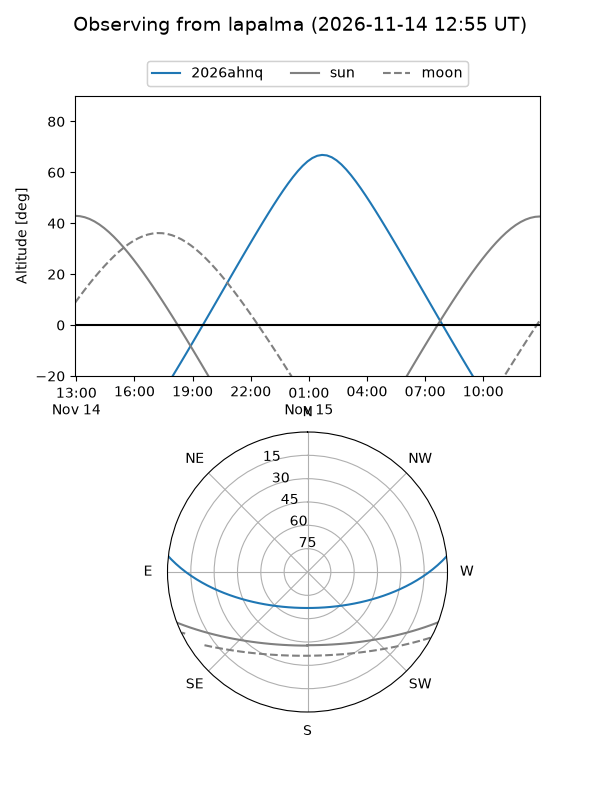 Observing from lapalma (2026-11-14 12:55 UT)
2026ahnq sun moon
Altitude [deg]
80
60
40
20
0
−20
13:00 16:00 19:00 22:00 01:00 04:00 07:00 10:00
Nov 14 Nov 15
N
NE NW
15
30
45
60
75
E W
SE SW
S